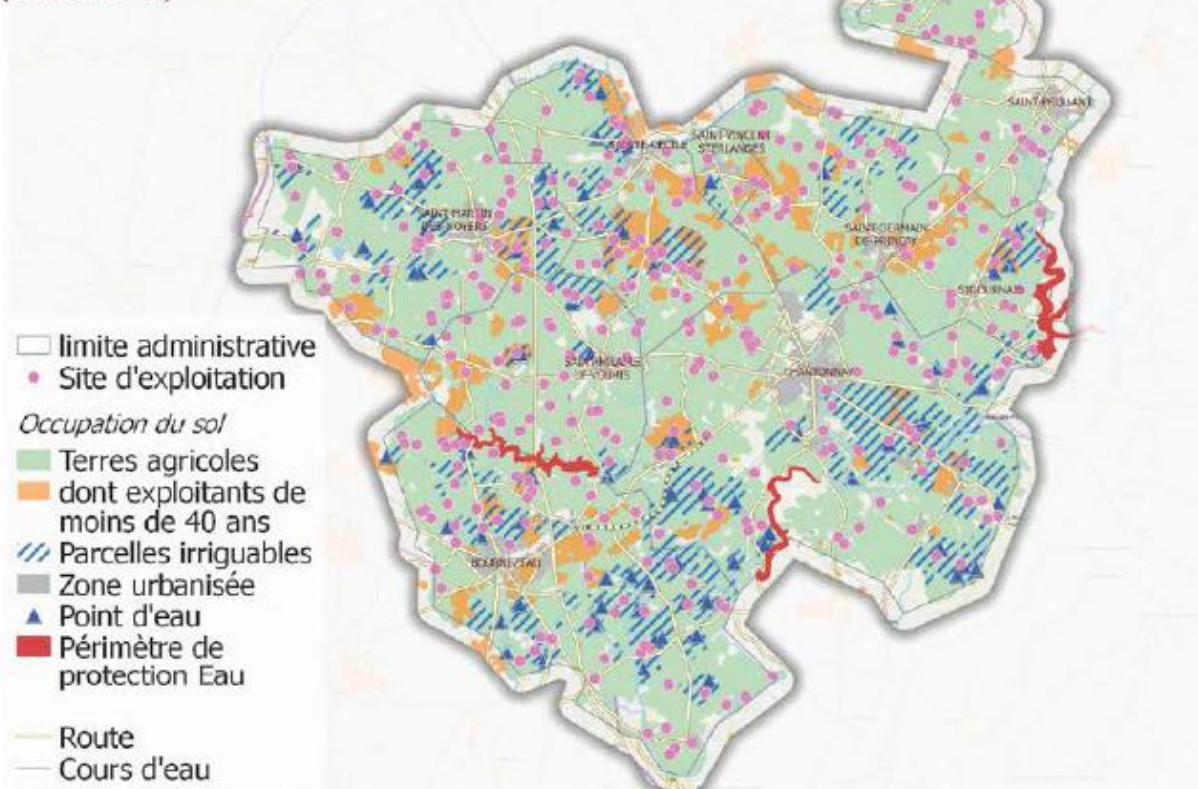 SAINT-PROUANT
SAINTE-CECILE
SAINT-VINCENT
STERLANGES
SAINT-MARTIN
DES-NOYERS
SAINT-GERMAIN
DE-PRINCAY
SIGOURNAIS
CHANTONNAY
BOURNEZEAU
limite administrative
Site d'exploitation
Occupation du sol
Terres agricoles
dont exploitants de
moins de 40 ans
Parcelles irriguables
Zone urbanisée
Point d'eau
Périmètre de
protection Eau
Route
Cours d'eau